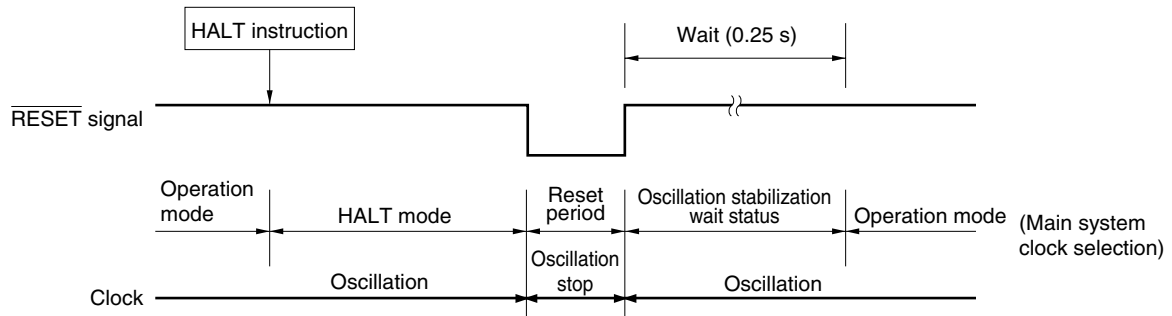 HALT instruction
Wait (0.25 s)
RESET signal
Operation
mode
HALT mode
Reset
period
Oscillation stabilization
wait status
Operation mode
(Main system
clock selection)
Oscillation
Oscillation
stop
Oscillation
Clock